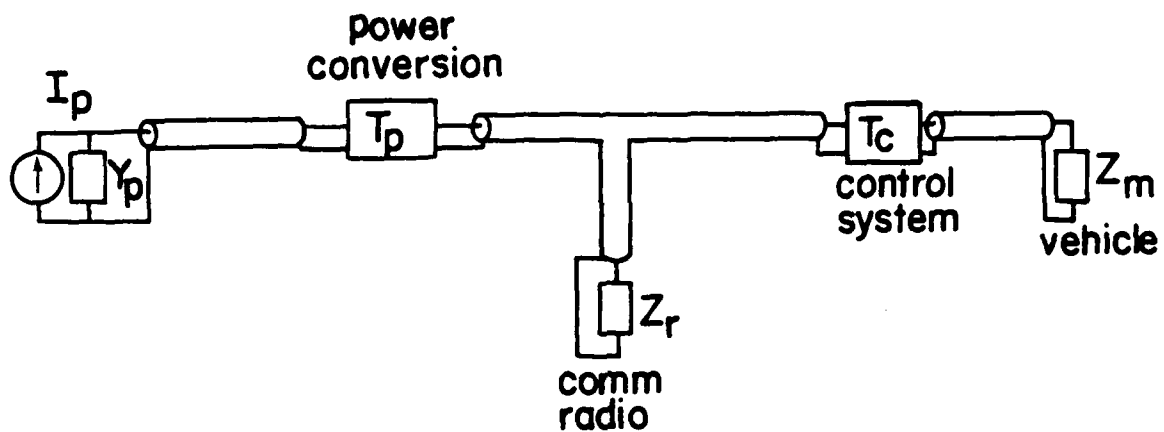 power
conversion
Ip
Tp
Yp
Tc
control
system
Zm
vehicle
Zr
comm
radio